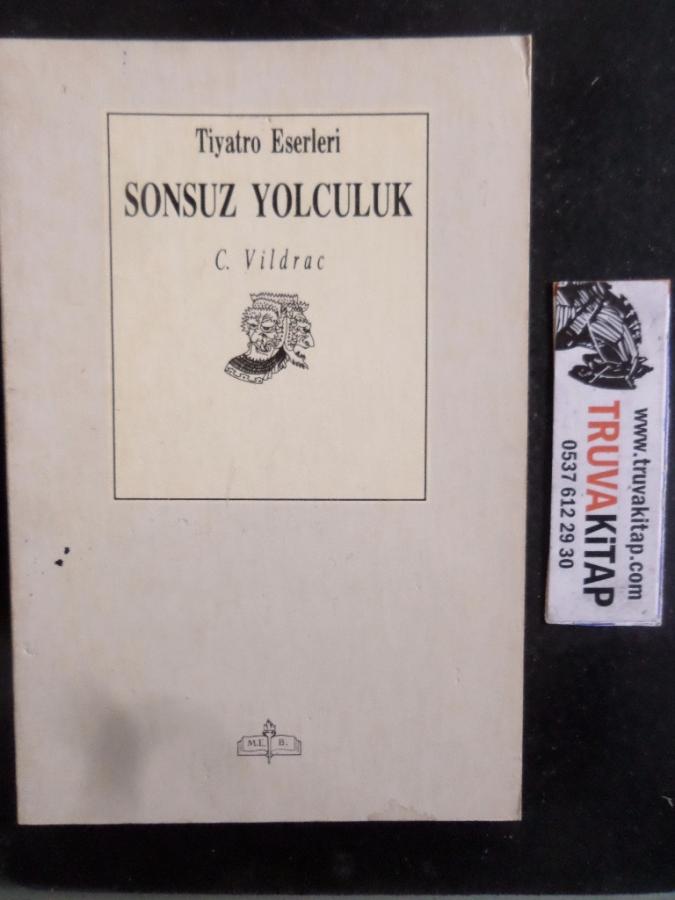 Tiyatro Eserleri
SONSUZ YOLCULUK
C. Vildrac
M.E. B.
www.truvakitap.com
TRUVAKiTAP
0537 612 29 30